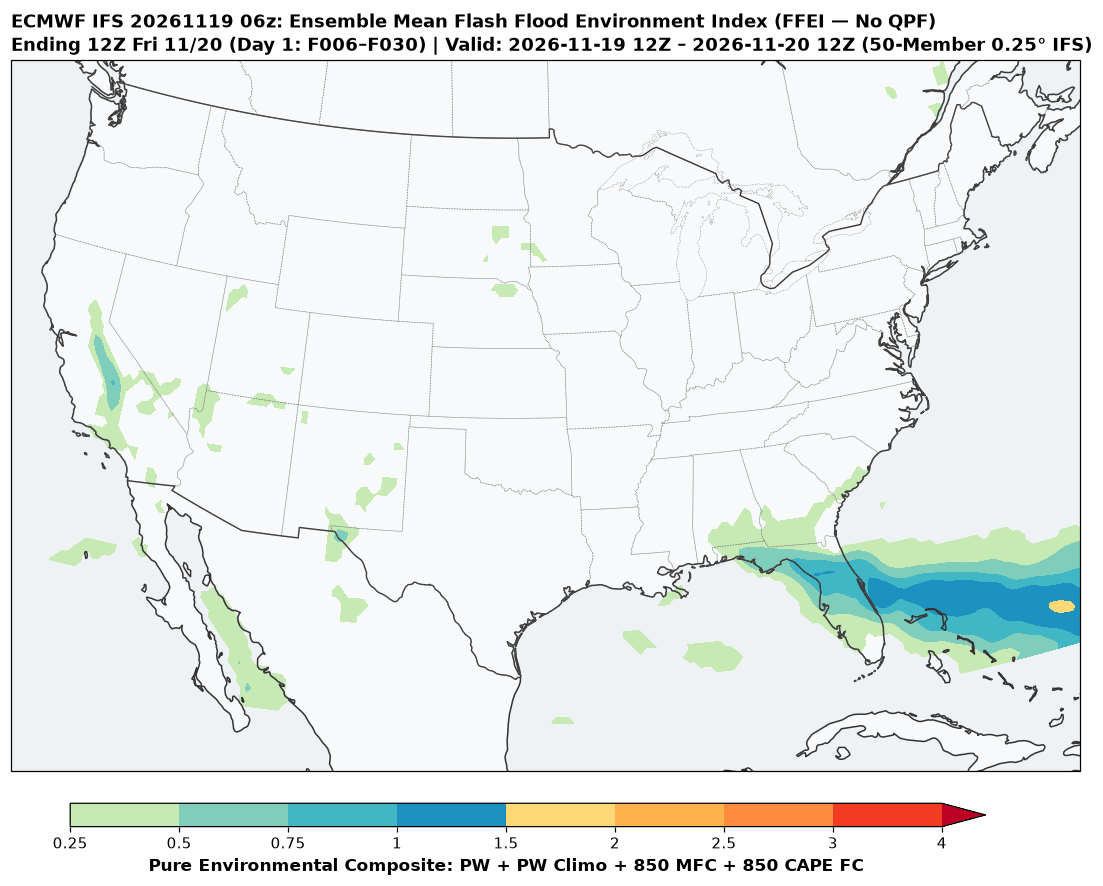 ECMWF IFS 20261119 06z: Ensemble Mean Flash Flood Environment Index (FFEI — No QPF)
Ending 12Z Fri 11/20 (Day 1: F006–F030) | Valid: 2026-11-19 12Z – 2026-11-20 12Z (50-Member 0.25° IFS)
0.25 0.5 0.75 1 1.5 2 2.5 3 4
Pure Environmental Composite: PW + PW Climo + 850 MFC + 850 CAPE FC